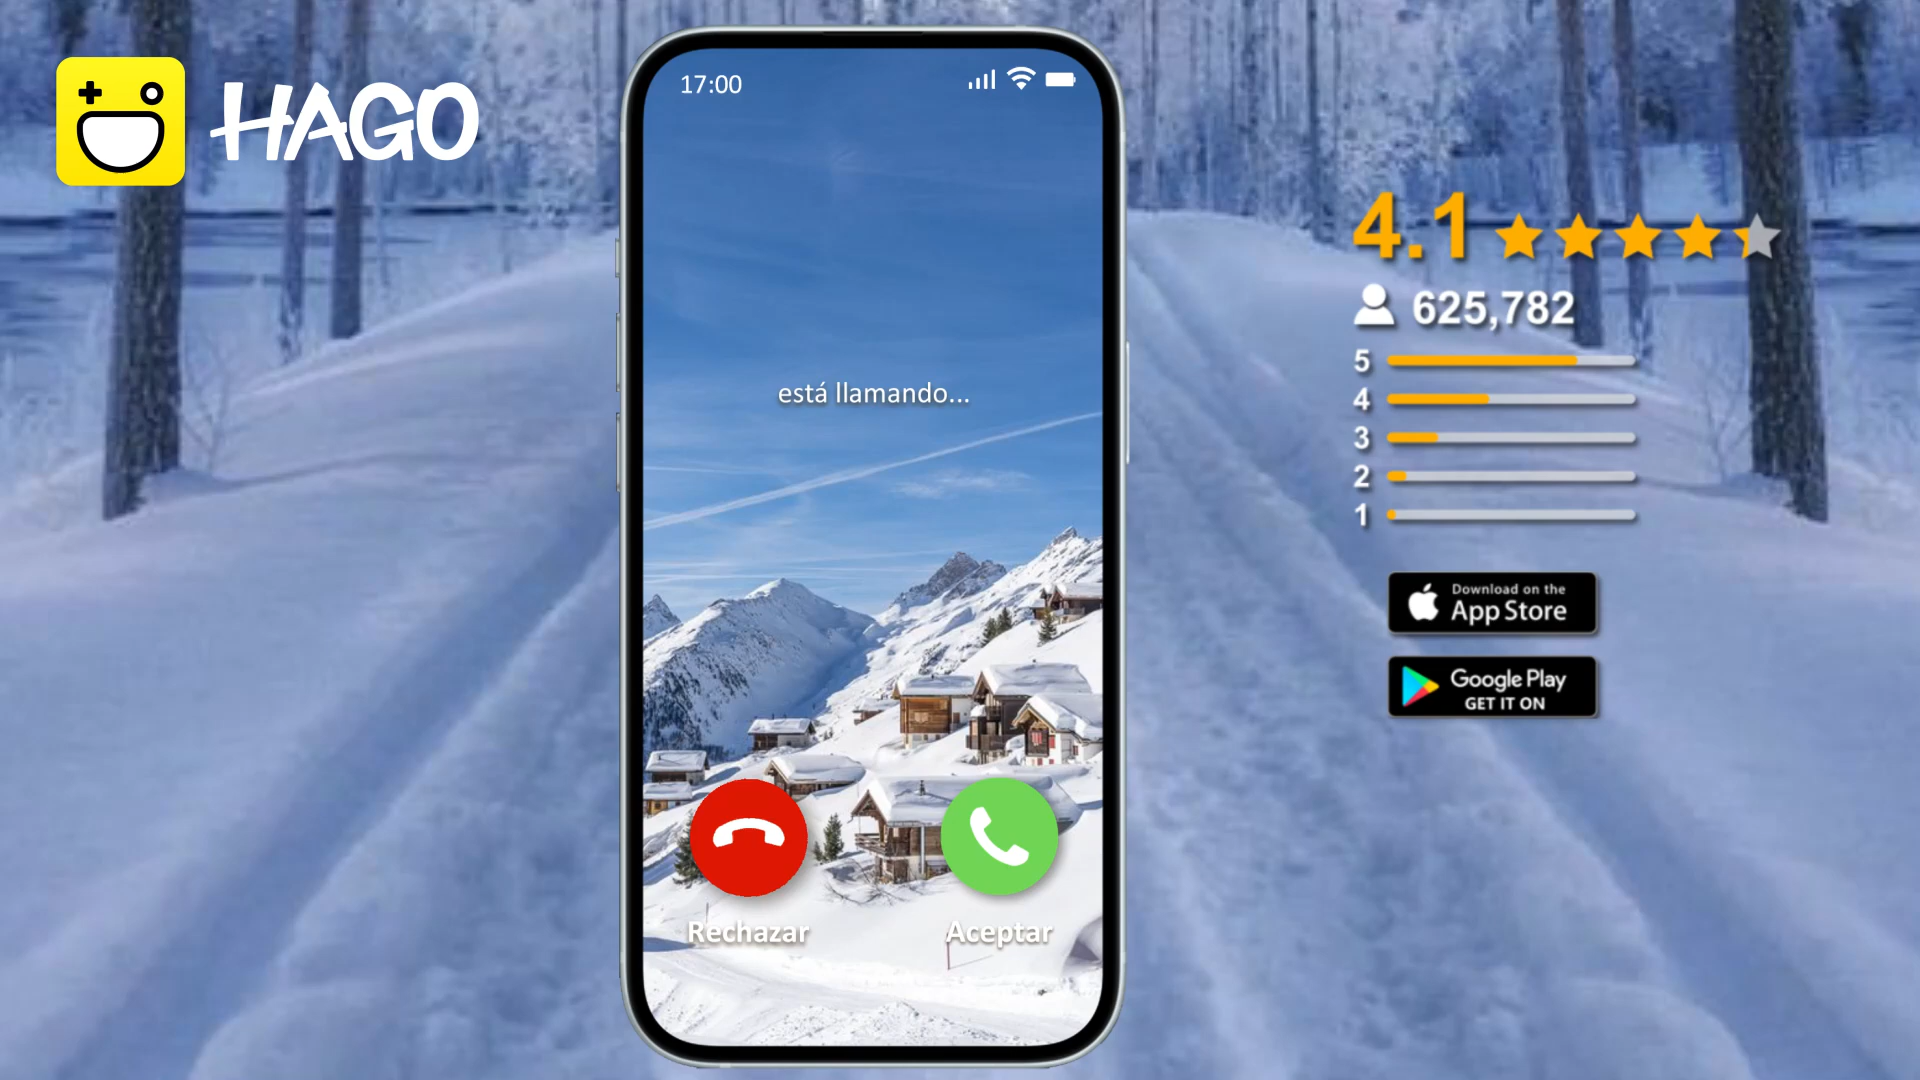 HAGO
17:00
está llamando...
Rechazar
Aceptar
4.1
625,782
5
4
3
2
1
Download on the
App Store
Google Play
GET IT ON